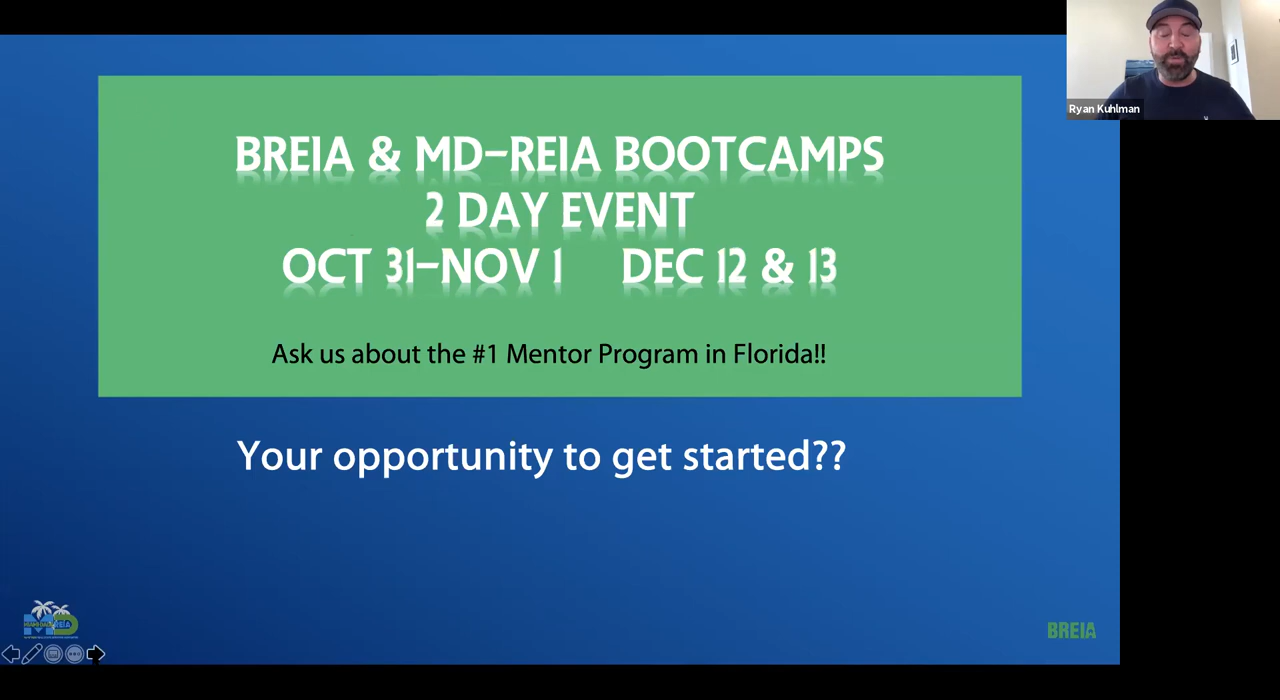 Ryan Kuhlman
BREIA & MD-REIA BOOTCAMPS
2 DAY EVENT
OCT 31-NOV 1 DEC 12 & 13
Ask us about the #1 Mentor Program in Florida!!
Your opportunity to get started??
BREIA